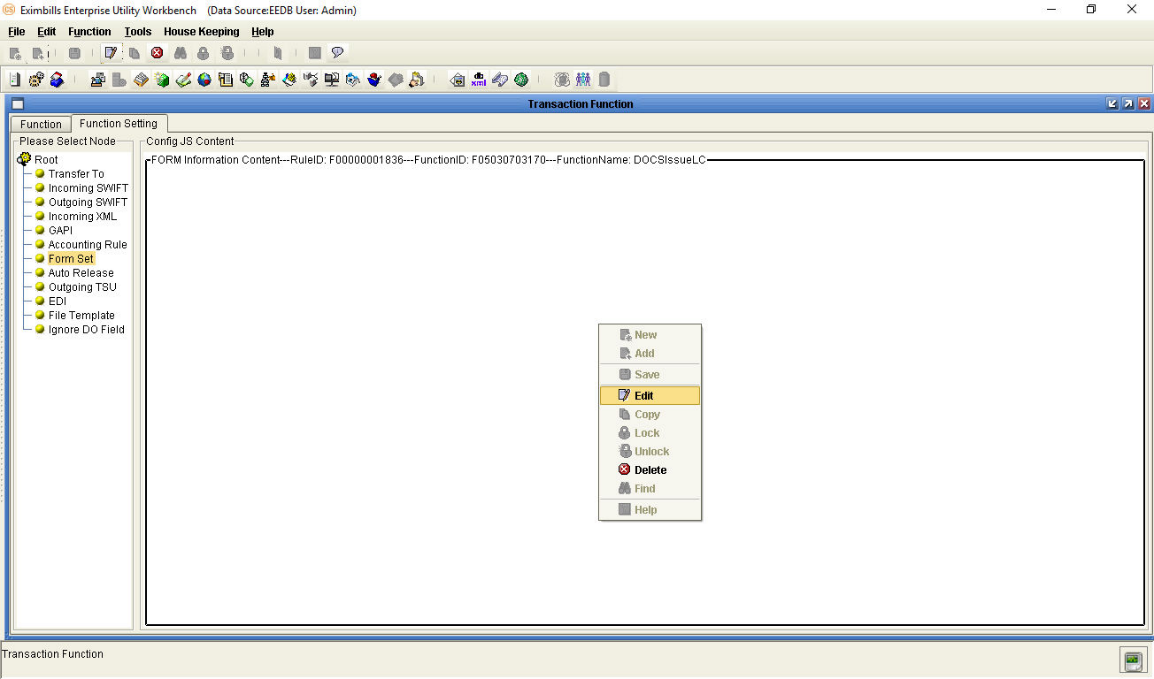 Eximbills Enterprise Utility Workbench (Data Source:EEDB User: Admin)
File Edit Function Tools House Keeping Help
xml
Transaction Function
Function Function Setting
Please Select Node
Config JS Content
Root
FORM Information Content---RuleID: F00000001836---FunctionID: F05030703170---FunctionName: DOCSIssueLC
Transfer To
Incoming SWIFT
Outgoing SWIFT
Incoming XML
GAPI
Accounting Rule
Form Set
Auto Release
Outgoing TSU
EDI
File Template
Ignore DO Field
New
Add
Save
Edit
Copy
Lock
Unlock
Delete
Find
Help
Transaction Function